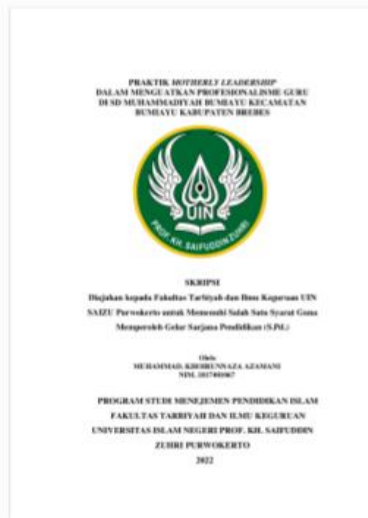 PRAKTIK MOTHERLY LEADERSHIP
DALAM MENGUATKAN PROFESIONALISME GURU
DI SD MUHAMMADIYAH BUMIAYU KECAMATAN
BUMIAYU KABUPATEN BREBES
UIN
PROF. KH. SAIFUDDIN ZUHRI
SKRIPSI
Diajukan kepada Fakultas Tarbiyah dan Ilmu Keguruan UIN
SAIZU Purwokerto untuk Memenuhi Salah Satu Syarat Guna
Memperoleh Gelar Sarjana Pendidikan (S.Pd.)
Oleh:
MUHAMMAD KHOIRUNNAZA AZAMANI
NIM.
PROGRAM STUDI MENEJEMEN PENDIDIKAN ISLAM
FAKULTAS TARBIYAH DAN ILMU KEGURUAN
UNIVERSITAS ISLAM NEGERI PROF. KH. SAIFUDDIN
ZUHRI PURWOKERTO
2022